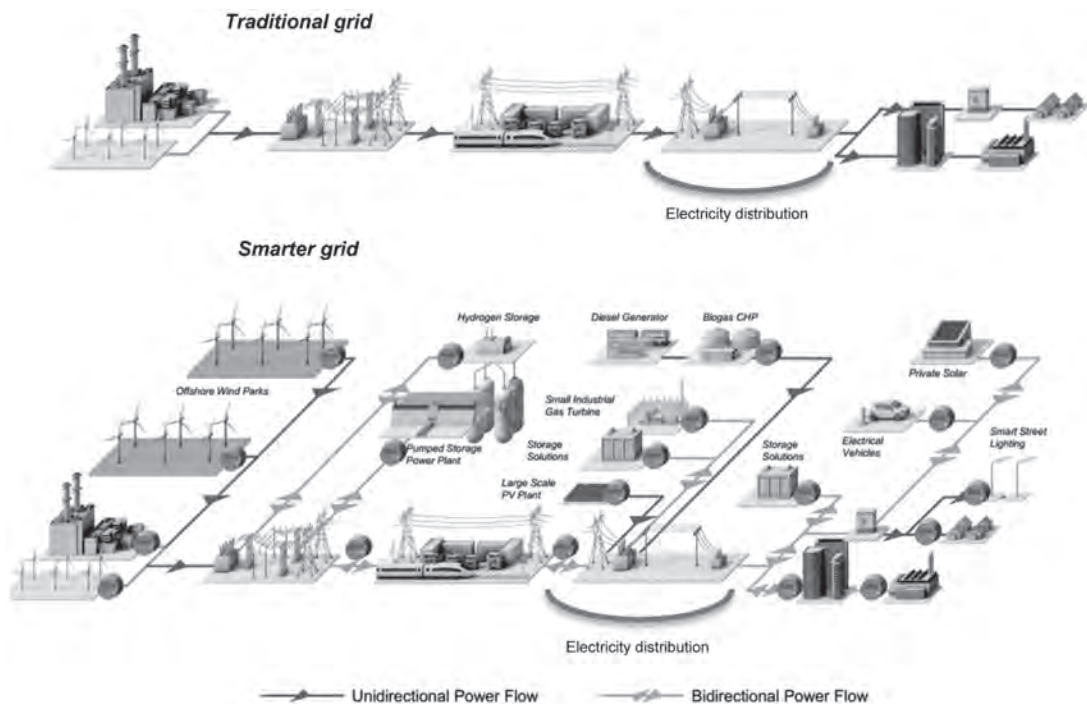 Traditional grid
Electricity distribution
Smarter grid
Hydrogen Storage
Diesel Generator
Biogas CHP
Offshore Wind Parks
Private Solar
Small Industrial
Gas Turbine
Pumped Storage
Power Plant
Storage
Solutions
Large Scale
PV Plant
Storage
Solutions
Electrical
Vehicles
Smart Street
Lighting
Electricity distribution
Unidirectional Power Flow
Bidirectional Power Flow